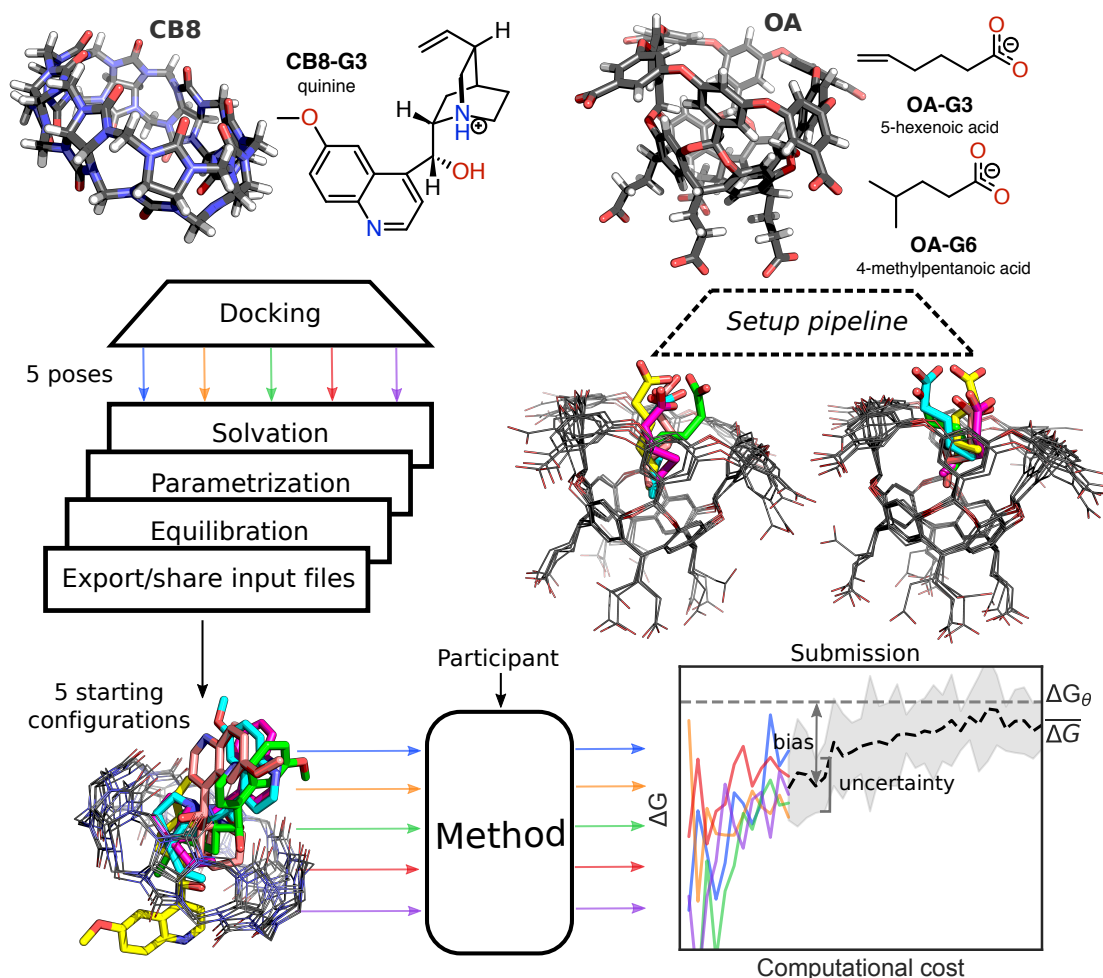 CB8
CB8-G3
quinine
H
N
H
⊕
O
H
OH
N
OA
O
⊖
O
OA-G3
5-hexenoic acid
O
⊖
O
OA-G6
4-methylpentanoic acid
Docking
5 poses
Solvation
Parametrization
Equilibration
Export/share input files
Setup pipeline
5 starting
configurations
Participant
Method
Submission
ΔG
bias
uncertainty
ΔGθ
ΔG
Computational cost